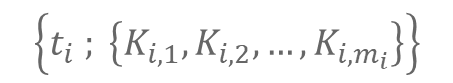 {t_i ; {K_{i,1}, K_{i,2}, ..., K_{i,m_i}}}